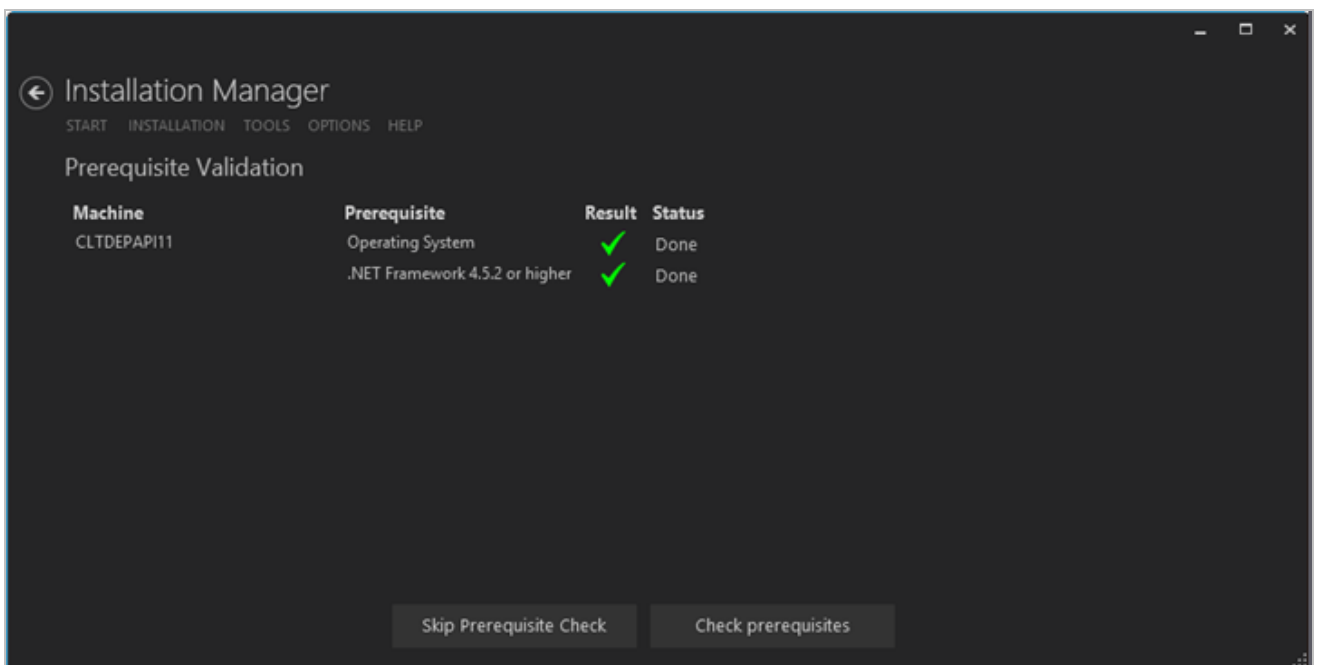 Installation Manager
START INSTALLATION TOOLS OPTIONS HELP
Prerequisite Validation
Machine Prerequisite Result Status
CLTDEPAPI11 Operating System Done
.NET Framework 4.5.2 or higher Done
Skip Prerequisite Check Check prerequisites